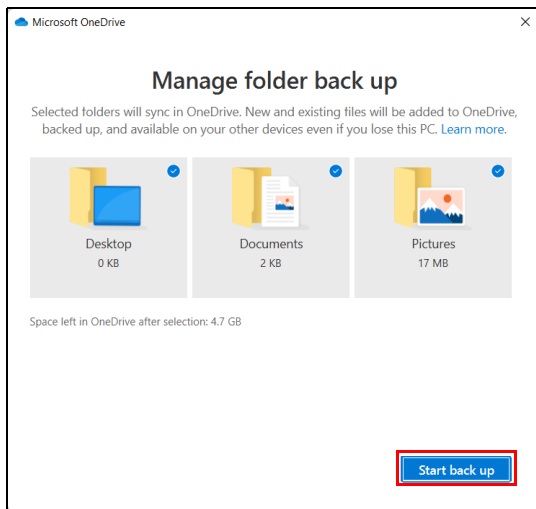 Microsoft OneDrive
Manage folder back up
Selected folders will sync in OneDrive. New and existing files will be added to OneDrive,
backed up, and available on your other devices even if you lose this PC. Learn more.
Desktop
0 KB
Documents
2 KB
Pictures
17 MB
Space left in OneDrive after selection: 4.7 GB
Start back up